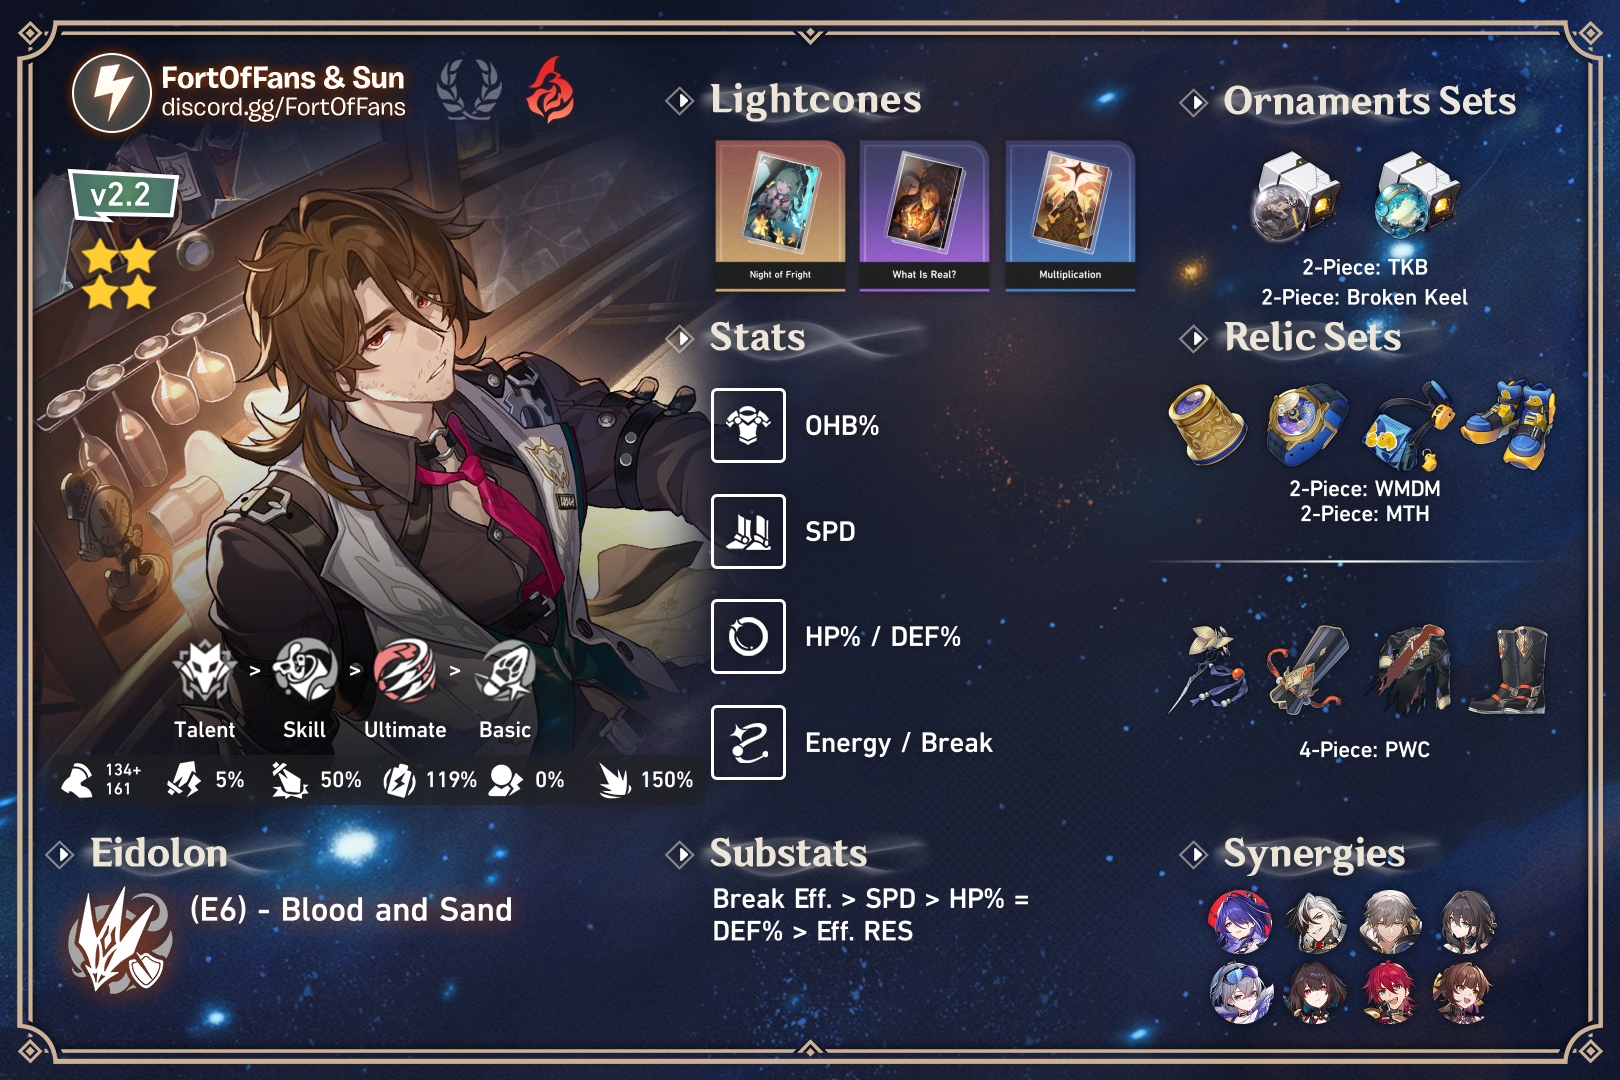 FortOfFans & Sun
discord.gg/FortOfFans
v2.2
Talent > Skill > Ultimate > Basic
134+
161
5%
50%
119%
0%
150%
Eidolon
(E6) - Blood and Sand
Lightcones
Night of Fright
What Is Real?
Multiplication
Stats
OHB%
SPD
HP% / DEF%
Energy / Break
Substats
Break Eff. > SPD > HP% =
DEF% > Eff. RES
Ornaments Sets
2-Piece: TKB
2-Piece: Broken Keel
Relic Sets
2-Piece: WMDM
2-Piece: MTH
4-Piece: PWC
Synergies